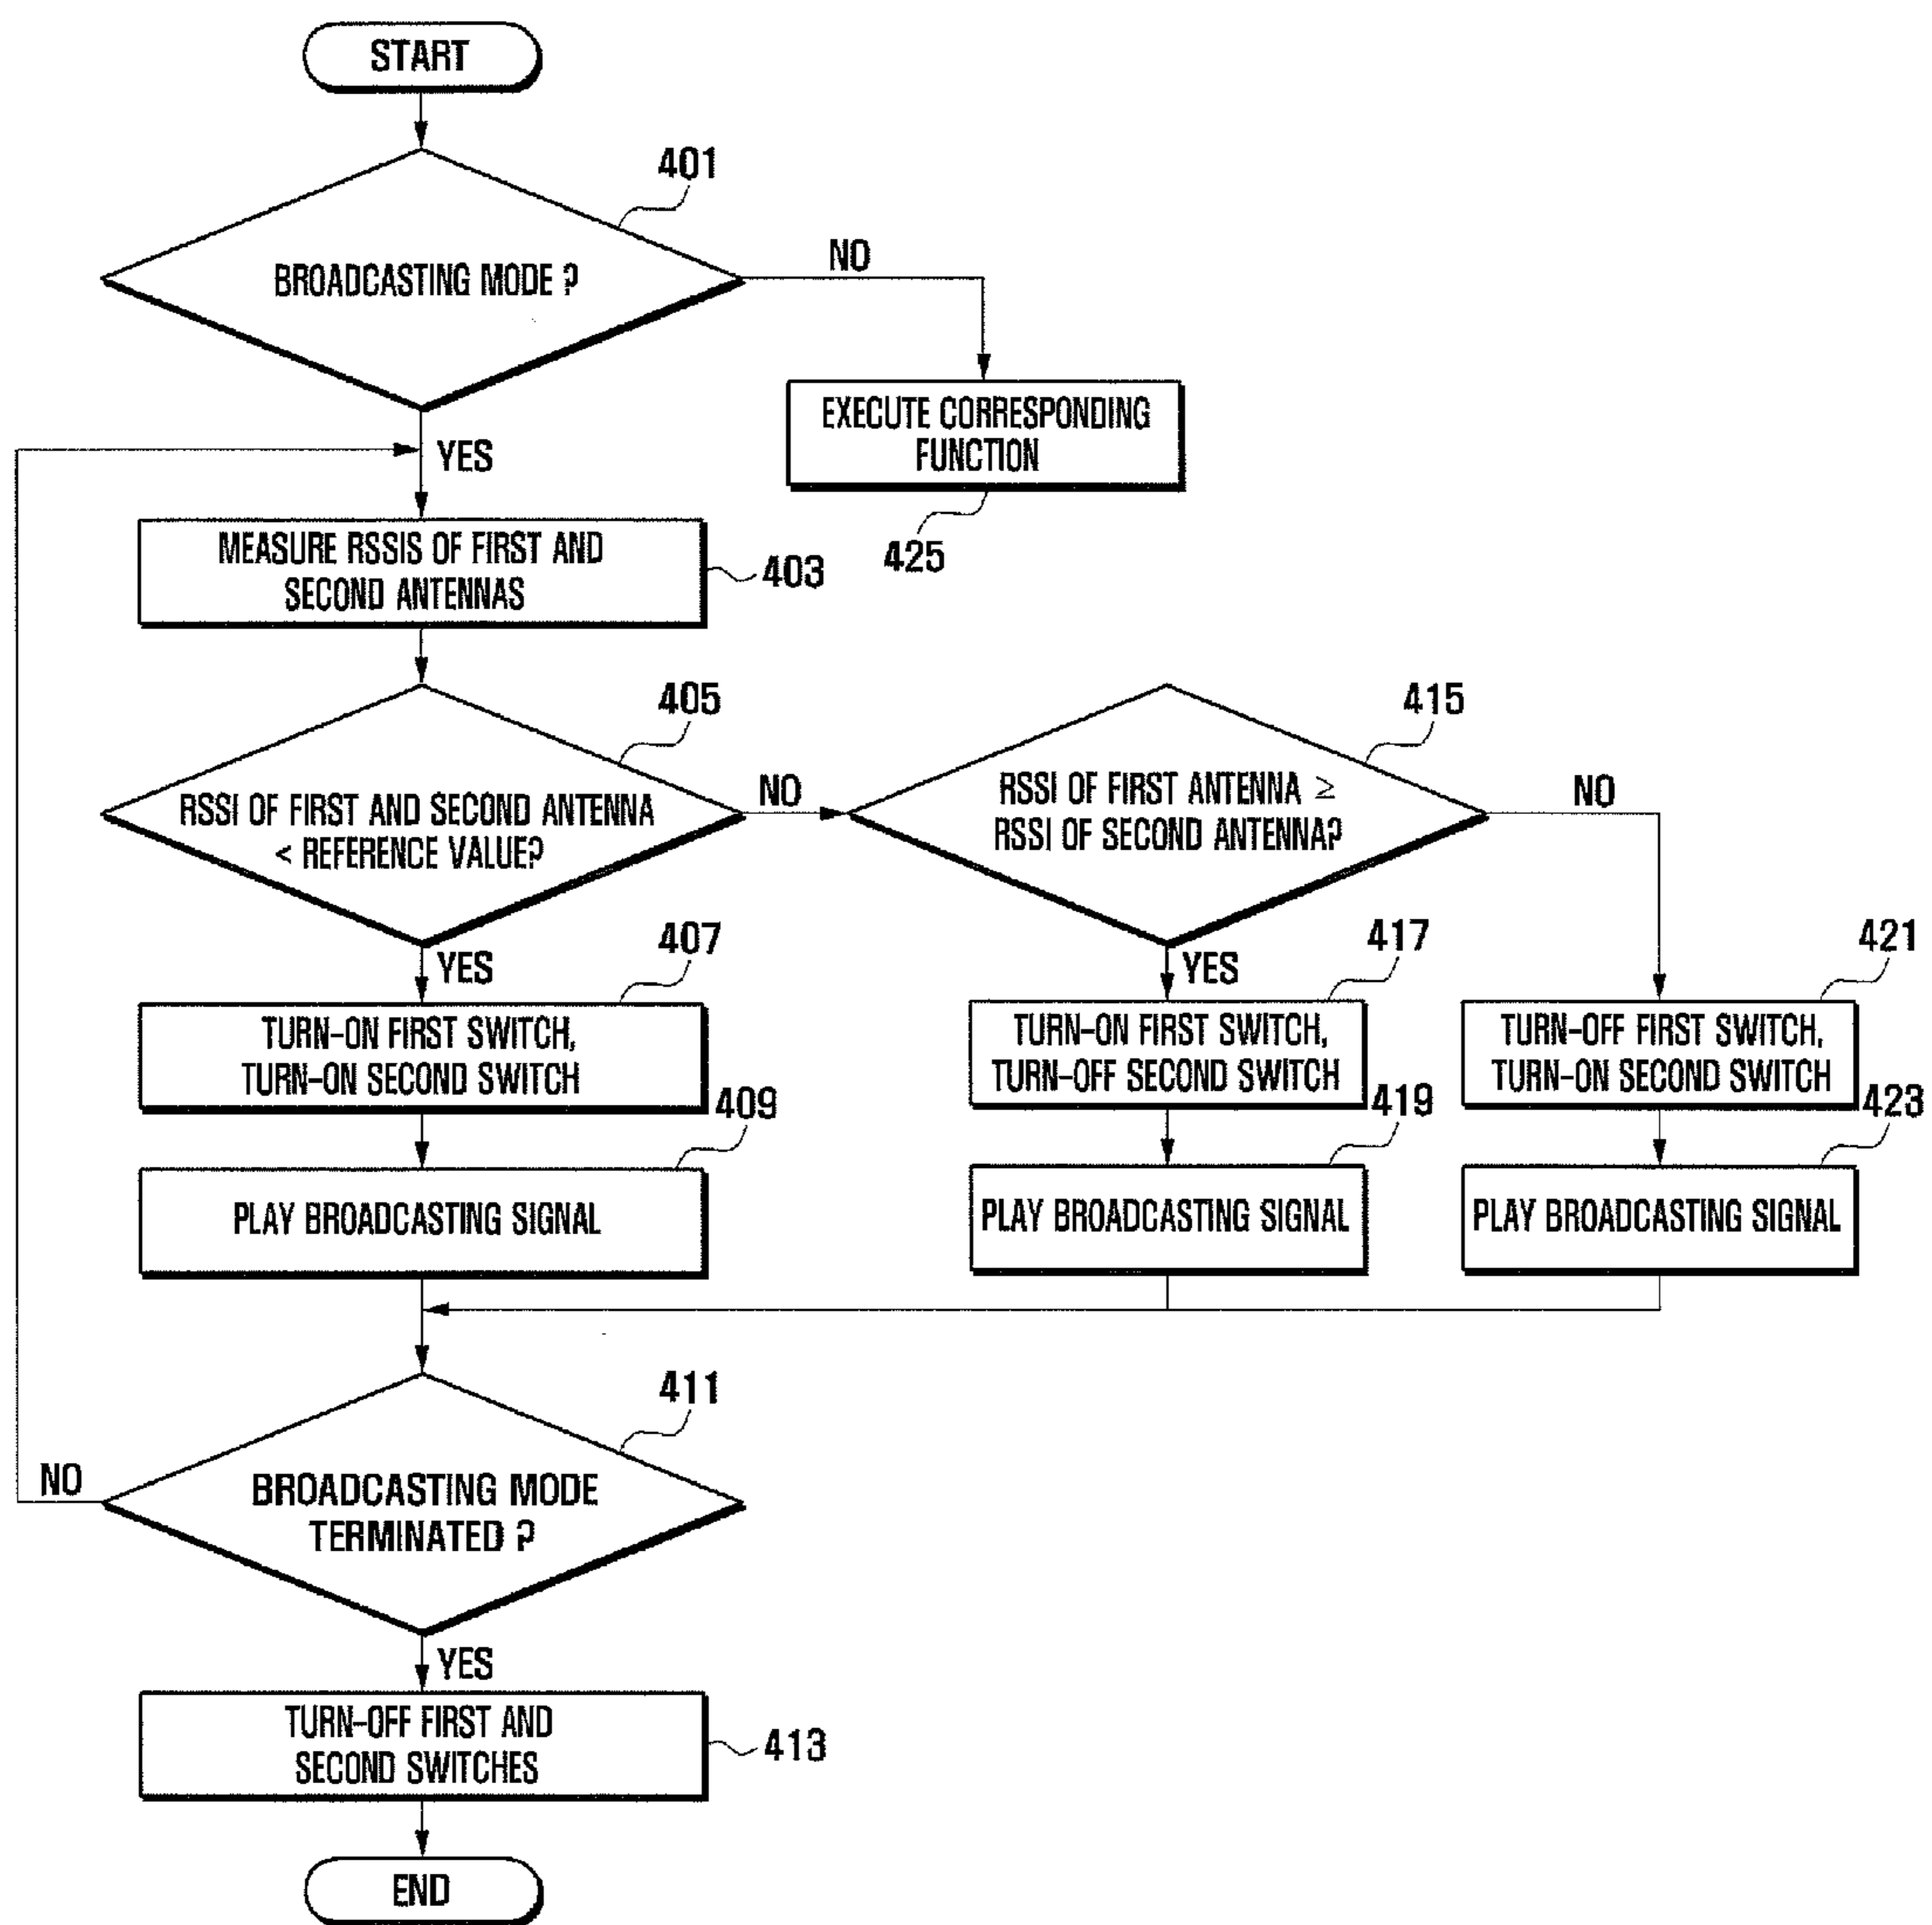 START
401
BROADCASTING MODE ?
NO
YES
EXECUTE CORRESPONDING
FUNCTION
425
MEASURE RSSIS OF FIRST AND
SECOND ANTENNAS
403
405
RSSI OF FIRST AND SECOND ANTENNA
< REFERENCE VALUE?
NO
415
RSSI OF FIRST ANTENNA ≥
RSSI OF SECOND ANTENNA?
NO
YES
407
TURN-ON FIRST SWITCH,
TURN-ON SECOND SWITCH
YES
417
TURN-ON FIRST SWITCH,
TURN-OFF SECOND SWITCH
421
TURN-OFF FIRST SWITCH,
TURN-ON SECOND SWITCH
409
PLAY BROADCASTING SIGNAL
419
PLAY BROADCASTING SIGNAL
423
PLAY BROADCASTING SIGNAL
411
BROADCASTING MODE
TERMINATED ?
NO
YES
TURN-OFF FIRST AND
SECOND SWITCHES
413
END